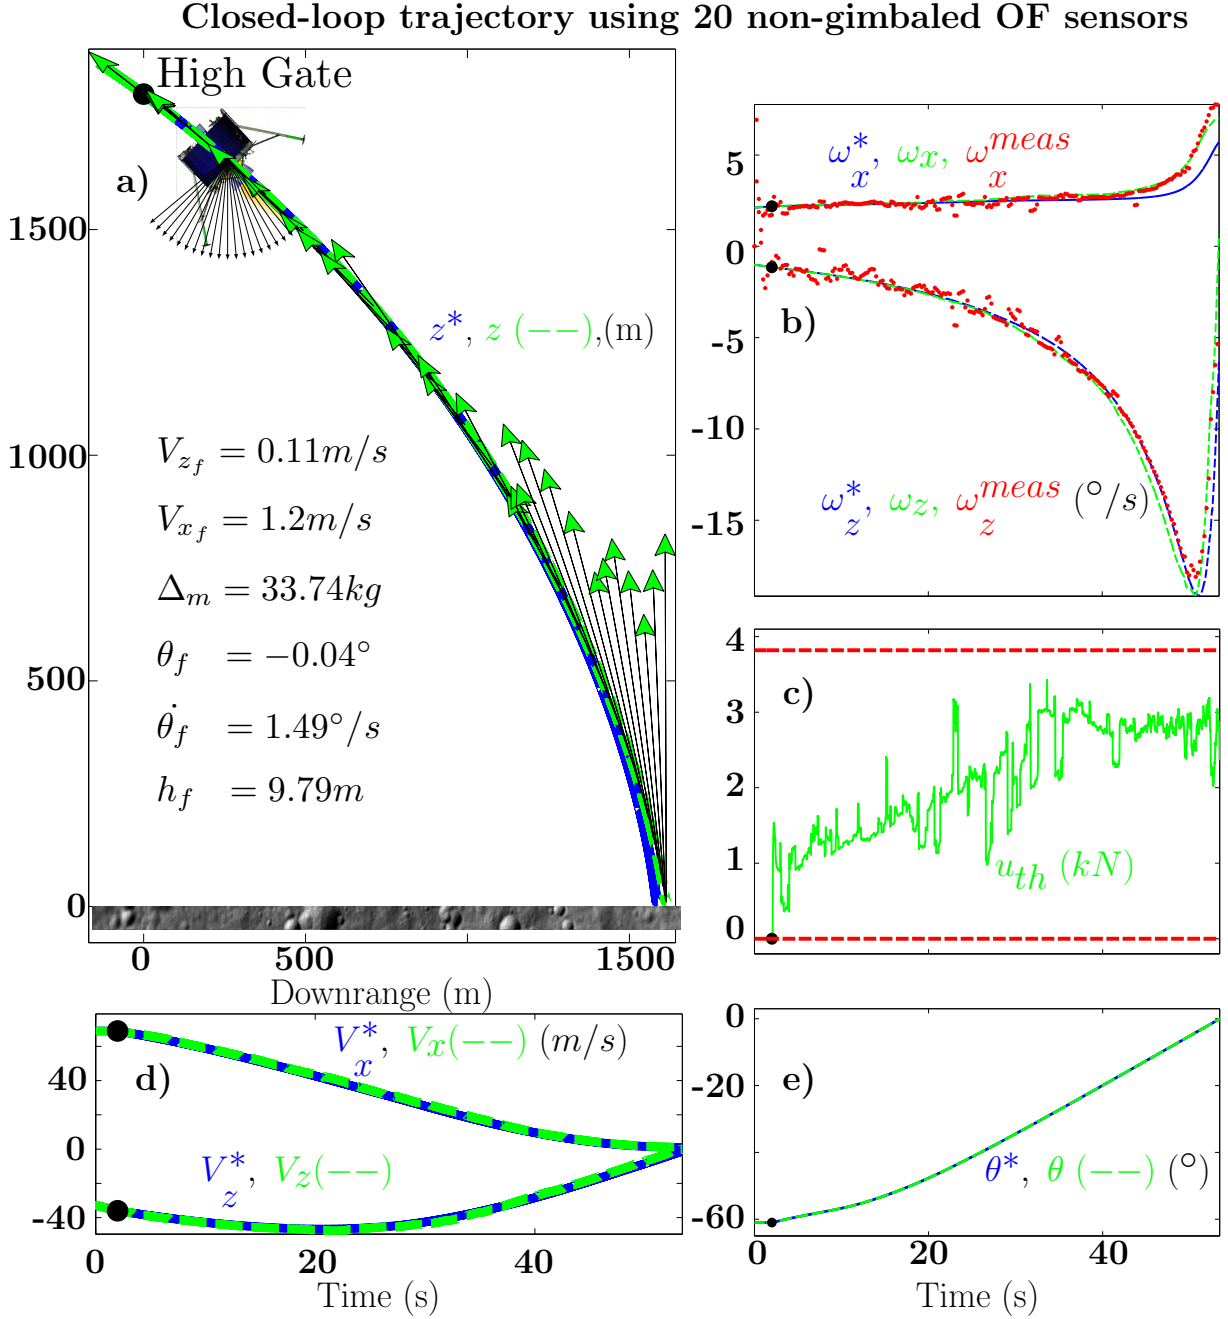 Closed-loop trajectory using 20 non-gimbaled OF sensors
High Gate
a)
z*, z (−−),(m)
V_{z_f} = 0.11m/s
V_{x_f} = 1.2m/s
Δ_m = 33.74kg
θ_f = −0.04°
θ̇_f = 1.49°/s
h_f = 9.79m
1500
1000
500
0
0
500
1500
Downrange (m)
ω*_x, ω_x, ω_x^{meas}
b)
ω*_z, ω_z, ω_z^{meas} (°/s)
5
0
-5
-10
-15
c)
u_{th} (kN)
4
3
2
1
0
V*_x, V_x(−−) (m/s)
d)
V*_z, V_z(−−)
40
0
-40
0
20
40
Time (s)
e)
θ*, θ (−−) (°)
0
-20
-60
0
20
40
Time (s)